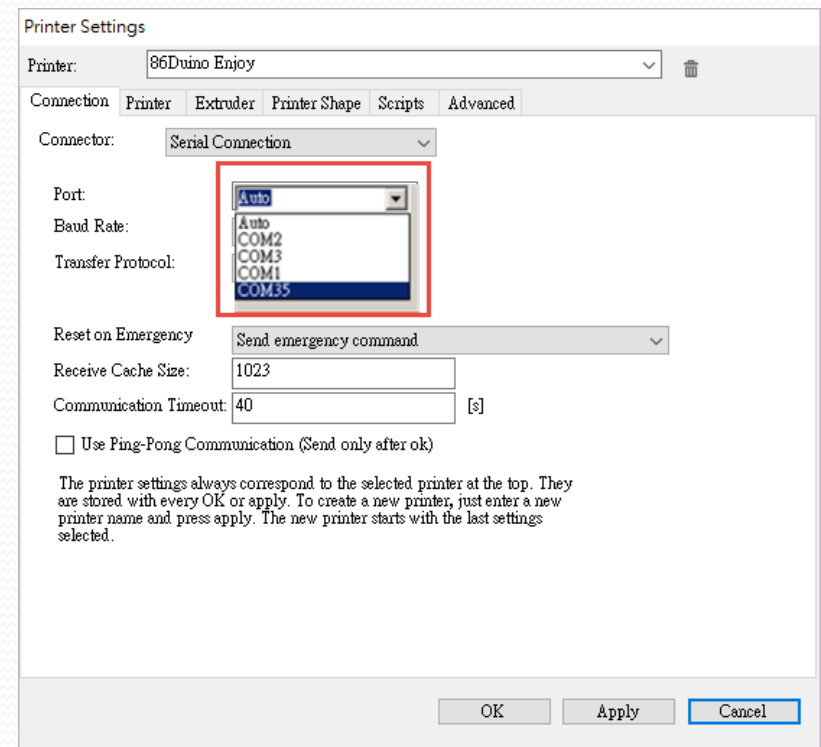 Printer Settings
Printer: 86Duino Enjoy
Connection Printer Extruder Printer Shape Scripts Advanced
Connector: Serial Connection
Port: Auto
Auto
COM2
COM3
COM1
COM35
Baud Rate:
Transfer Protocol:
Reset on Emergency Send emergency command
Receive Cache Size: 1023
Communication Timeout: 40 [s]
Use Ping-Pong Communication (Send only after ok)
The printer settings always correspond to the selected printer at the top. They
are stored with every OK or apply. To create a new printer, just enter a new
printer name and press apply. The new printer starts with the last settings
selected.
OK Apply Cancel